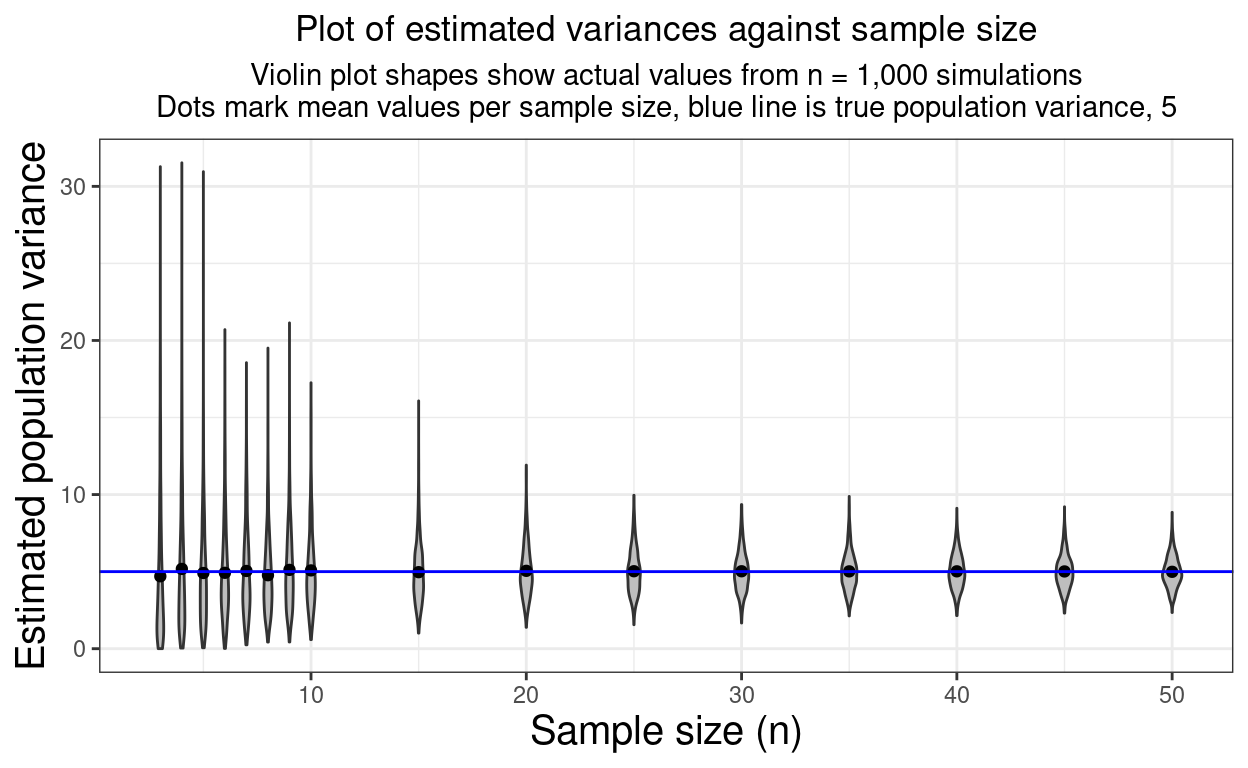 Plot of estimated variances against sample size
Violin plot shapes show actual values from n = 1,000 simulations
Dots mark mean values per sample size, blue line is true population variance, 5
Estimated population variance
30
20
10
0
10
20
30
40
50
Sample size (n)